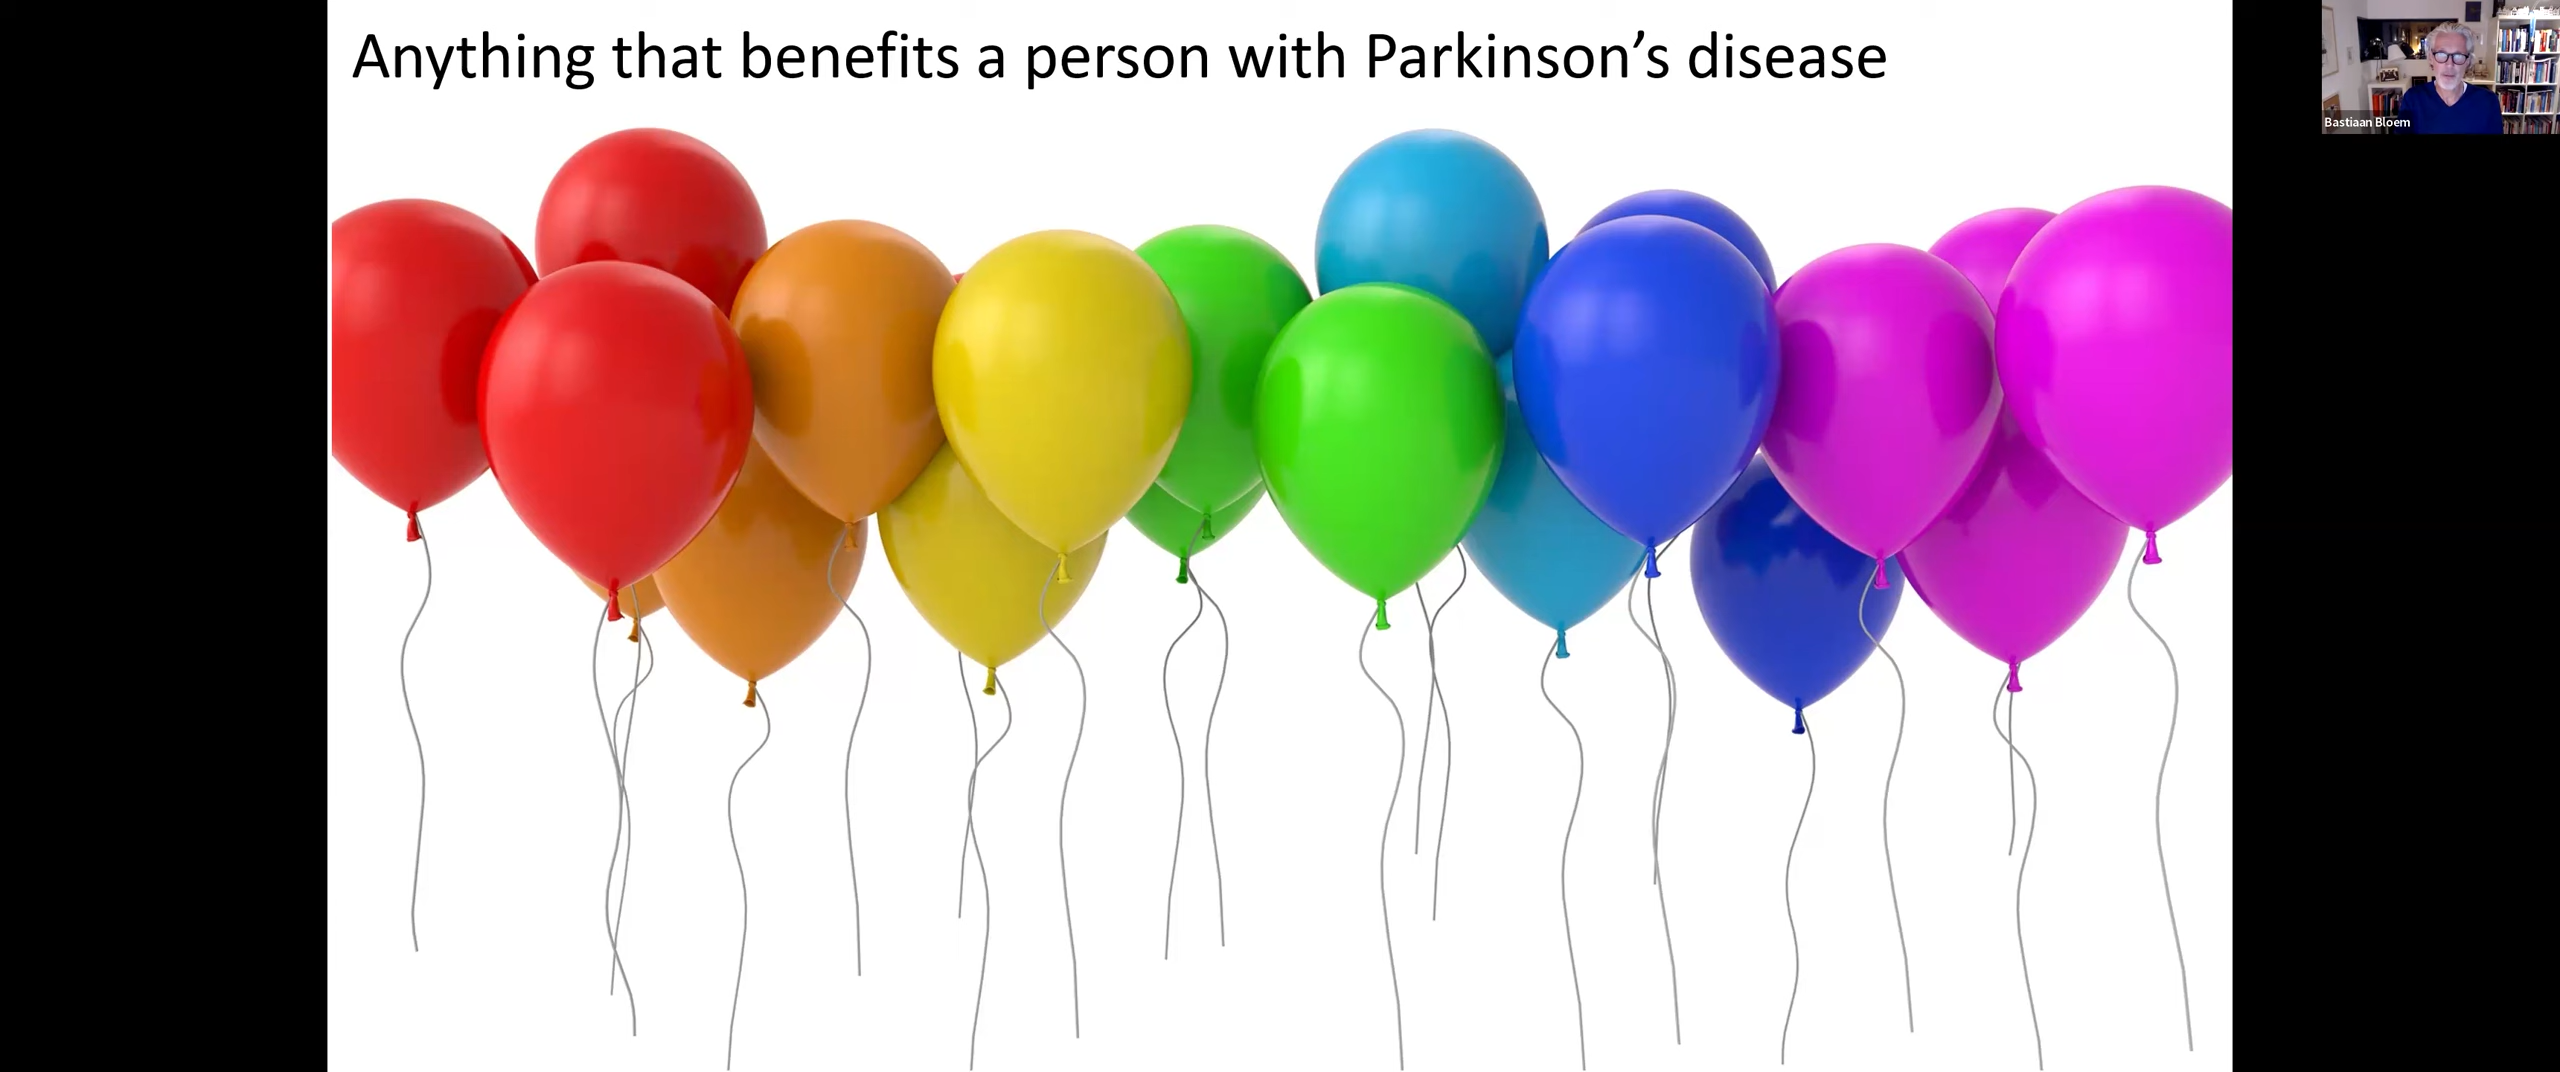 Anything that benefits a person with Parkinson’s disease
Bastiaan Bloem